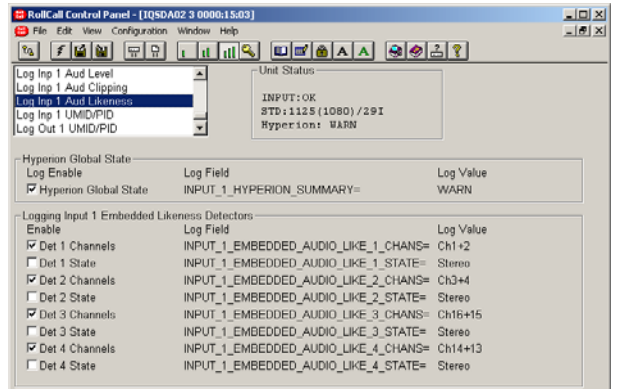 RollCall Control Panel - [IQSDA02 3 0000:15:03]
File Edit View Configuration Window Help
Log Inp 1 Aud Level
Log Inp 1 Aud Clipping
Log Inp 1 Aud Likeness
Log Inp 1 UMID/PID
Log Out 1 UMID/PID
Unit Status
INPUT:OK
STD:1125(1080)/29I
Hyperion: WARN
Hyperion Global State
Log Enable Log Field Log Value
Hyperion Global State INPUT_1_HYPERION_SUMMARY= WARN
Logging Input 1 Embedded Likeness Detectors
Enable Log Field Log Value
Det 1 Channels INPUT_1_EMBEDDED_AUDIO_LIKE_1_CHANS= Ch1+2
Det 1 State INPUT_1_EMBEDDED_AUDIO_LIKE_1_STATE= Stereo
Det 2 Channels INPUT_1_EMBEDDED_AUDIO_LIKE_2_CHANS= Ch3+4
Det 2 State INPUT_1_EMBEDDED_AUDIO_LIKE_2_STATE= Stereo
Det 3 Channels INPUT_1_EMBEDDED_AUDIO_LIKE_3_CHANS= Ch16+15
Det 3 State INPUT_1_EMBEDDED_AUDIO_LIKE_3_STATE= Stereo
Det 4 Channels INPUT_1_EMBEDDED_AUDIO_LIKE_4_CHANS= Ch14+13
Det 4 State INPUT_1_EMBEDDED_AUDIO_LIKE_4_STATE= Stereo